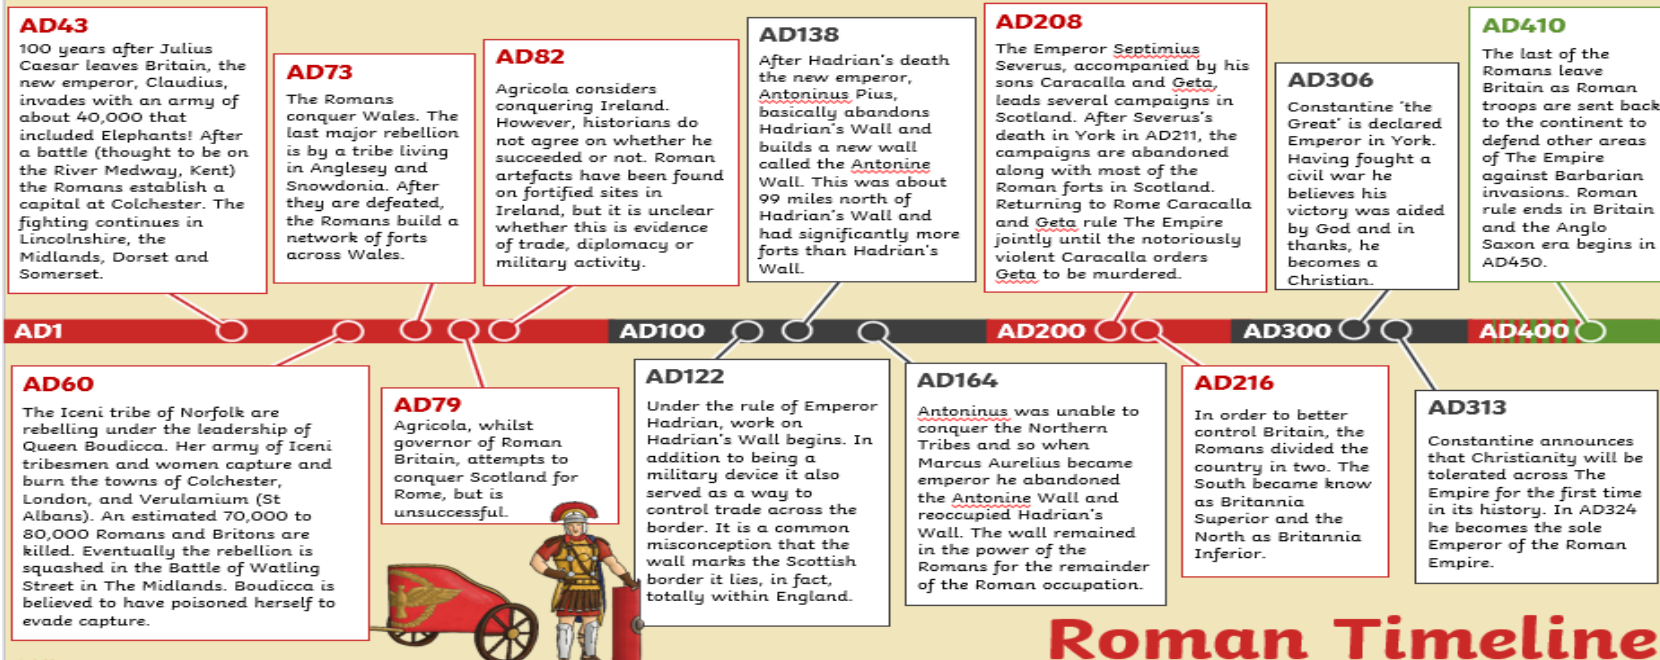 AD43
100 years after Julius
Caesar leaves Britain, the
new emperor, Claudius,
invades with an army of
about 40,000 that
included Elephants! After
a battle (thought to be on
the River Medway, Kent)
the Romans establish a
capital at Colchester. The
fighting continues in
Lincolnshire, the
Midlands, Dorset and
Somerset.
AD73
The Romans
conquer Wales. The
last major rebellion
is by a tribe living
in Anglesey and
Snowdonia. After
they are defeated,
the Romans build a
network of forts
across Wales.
AD82
Agricola considers
conquering Ireland.
However, historians do
not agree on whether he
succeeded or not. Roman
artefacts have been found
on fortified sites in
Ireland, but it is unclear
whether this is evidence
of trade, diplomacy or
military activity.
AD138
After Hadrian's death
the new emperor,
Antoninus Pius,
basically abandons
Hadrian's Wall and
builds a new wall
called the Antonine
Wall. This was about
99 miles north of
Hadrian's Wall and
had significantly more
forts than Hadrian's
Wall.
AD208
The Emperor Septimius
Severus, accompanied by his
sons Caracalla and Geta,
leads several campaigns in
Scotland. After Severus's
death in York in AD211, the
campaigns are abandoned
along with most of the
Roman forts in Scotland.
Returning to Rome Caracalla
and Geta rule The Empire
jointly until the notoriously
violent Caracalla orders
Geta to be murdered.
AD306
Constantine 'the
Great' is declared
Emperor in York.
Having fought a
civil war he
believes his
victory was aided
by God and in
thanks, he
becomes a
Christian.
AD410
The last of the
Romans leave
Britain as Roman
troops are sent back
to the continent to
defend other areas
of The Empire
against Barbarian
invasions. Roman
rule ends in Britain
and the Anglo
Saxon era begins in
AD450.
AD1 AD100 AD200 AD300 AD400
AD60
The Iceni tribe of Norfolk are
rebelling under the leadership of
Queen Boudicca. Her army of Iceni
tribesmen and women capture and
burn the towns of Colchester,
London, and Verulamium (St
Albans). An estimated 70,000 to
80,000 Romans and Britons are
killed. Eventually the rebellion is
squashed in the Battle of Watling
Street in The Midlands. Boudicca is
believed to have poisoned herself to
evade capture.
AD79
Agricola, whilst
governor of Roman
Britain, attempts to
conquer Scotland for
Rome, but is
unsuccessful.
AD122
Under the rule of Emperor
Hadrian, work on
Hadrian's Wall begins. In
addition to being a
military device it also
served as a way to
control trade across the
border. It is a common
misconception that the
wall marks the Scottish
border it lies, in fact,
totally within England.
AD164
Antoninus was unable to
conquer the Northern
Tribes and so when
Marcus Aurelius became
emperor he abandoned
the Antonine Wall and
reoccupied Hadrian's
Wall. The wall remained
in the power of the
Romans for the remainder
of the Roman occupation.
AD216
In order to better
control Britain, the
Romans divided the
country in two. The
South became know
as Britannia
Superior and the
North as Britannia
Inferior.
AD313
Constantine announces
that Christianity will be
tolerated across The
Empire for the first time
in its history. In AD324
he becomes the sole
Emperor of the Roman
Empire.
Roman Timeline